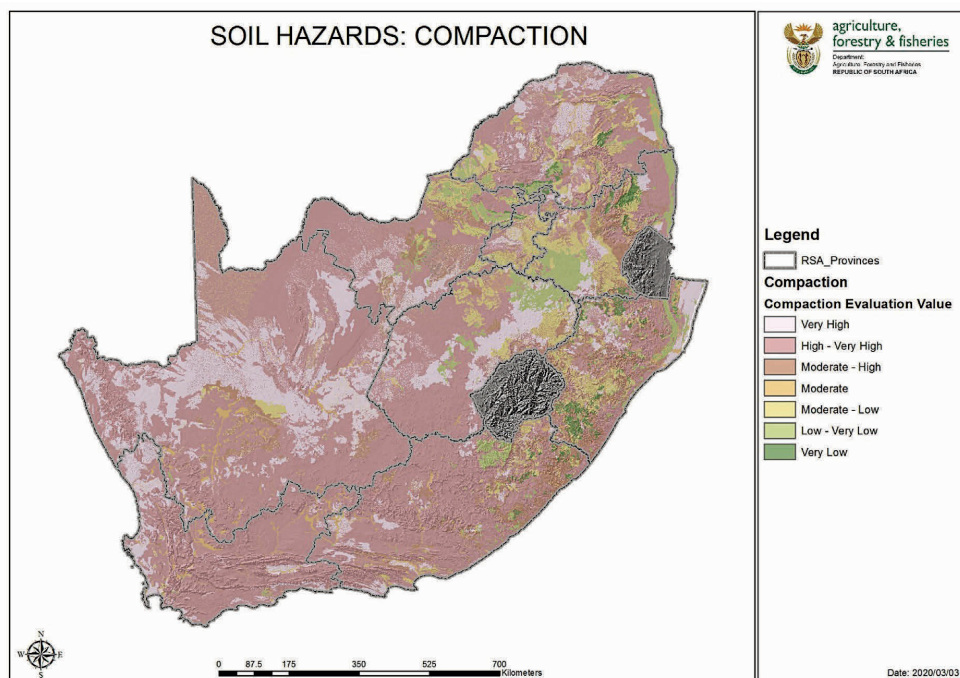 SOIL HAZARDS: COMPACTION
agriculture,
forestry & fisheries
Department:
Agriculture, Forestry and Fisheries
REPUBLIC OF SOUTH AFRICA
Legend
RSA_Provinces
Compaction
Compaction Evaluation Value
Very High
High - Very High
Moderate - High
Moderate
Moderate - Low
Low - Very Low
Very Low
N
W E
S
0 87.5 175 350 525 700
Kilometers
Date: 2020/03/03